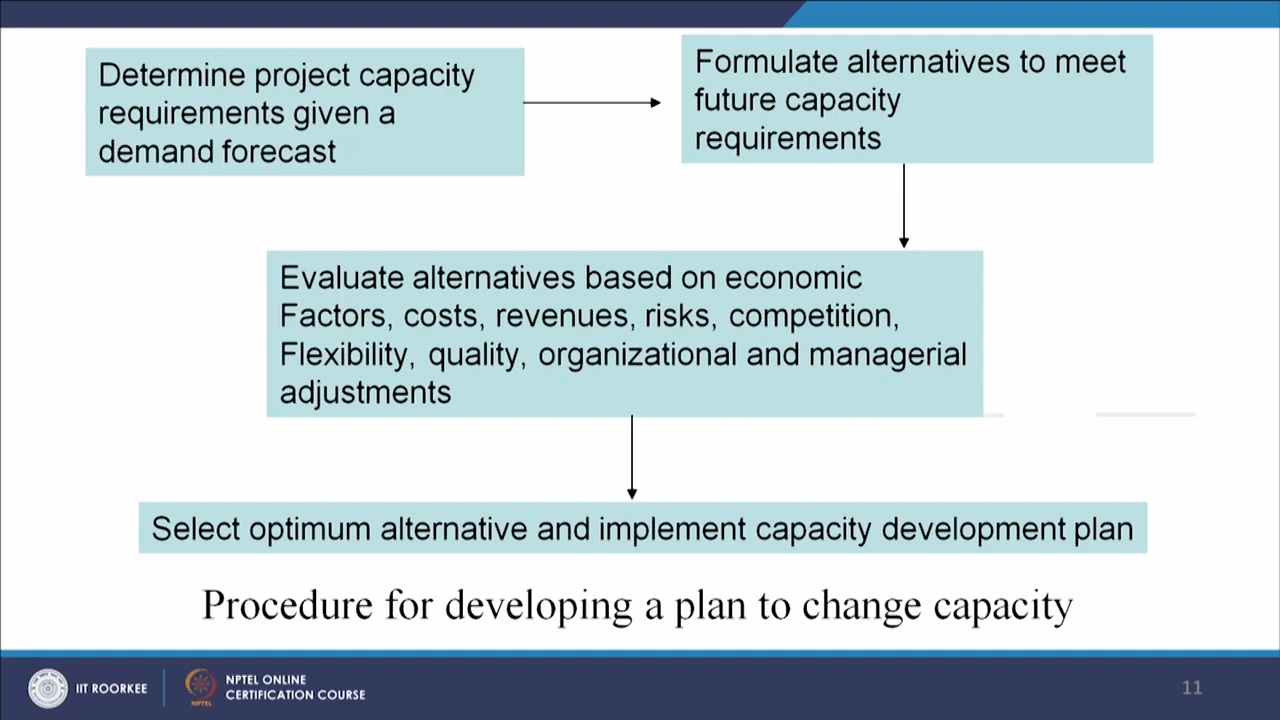 Determine project capacity
requirements given a
demand forecast
Formulate alternatives to meet
future capacity
requirements
Evaluate alternatives based on economic
Factors, costs, revenues, risks, competition,
Flexibility, quality, organizational and managerial
adjustments
Select optimum alternative and implement capacity development plan
Procedure for developing a plan to change capacity
IIT ROORKEE
NPTEL
NPTEL ONLINE
CERTIFICATION COURSE
11